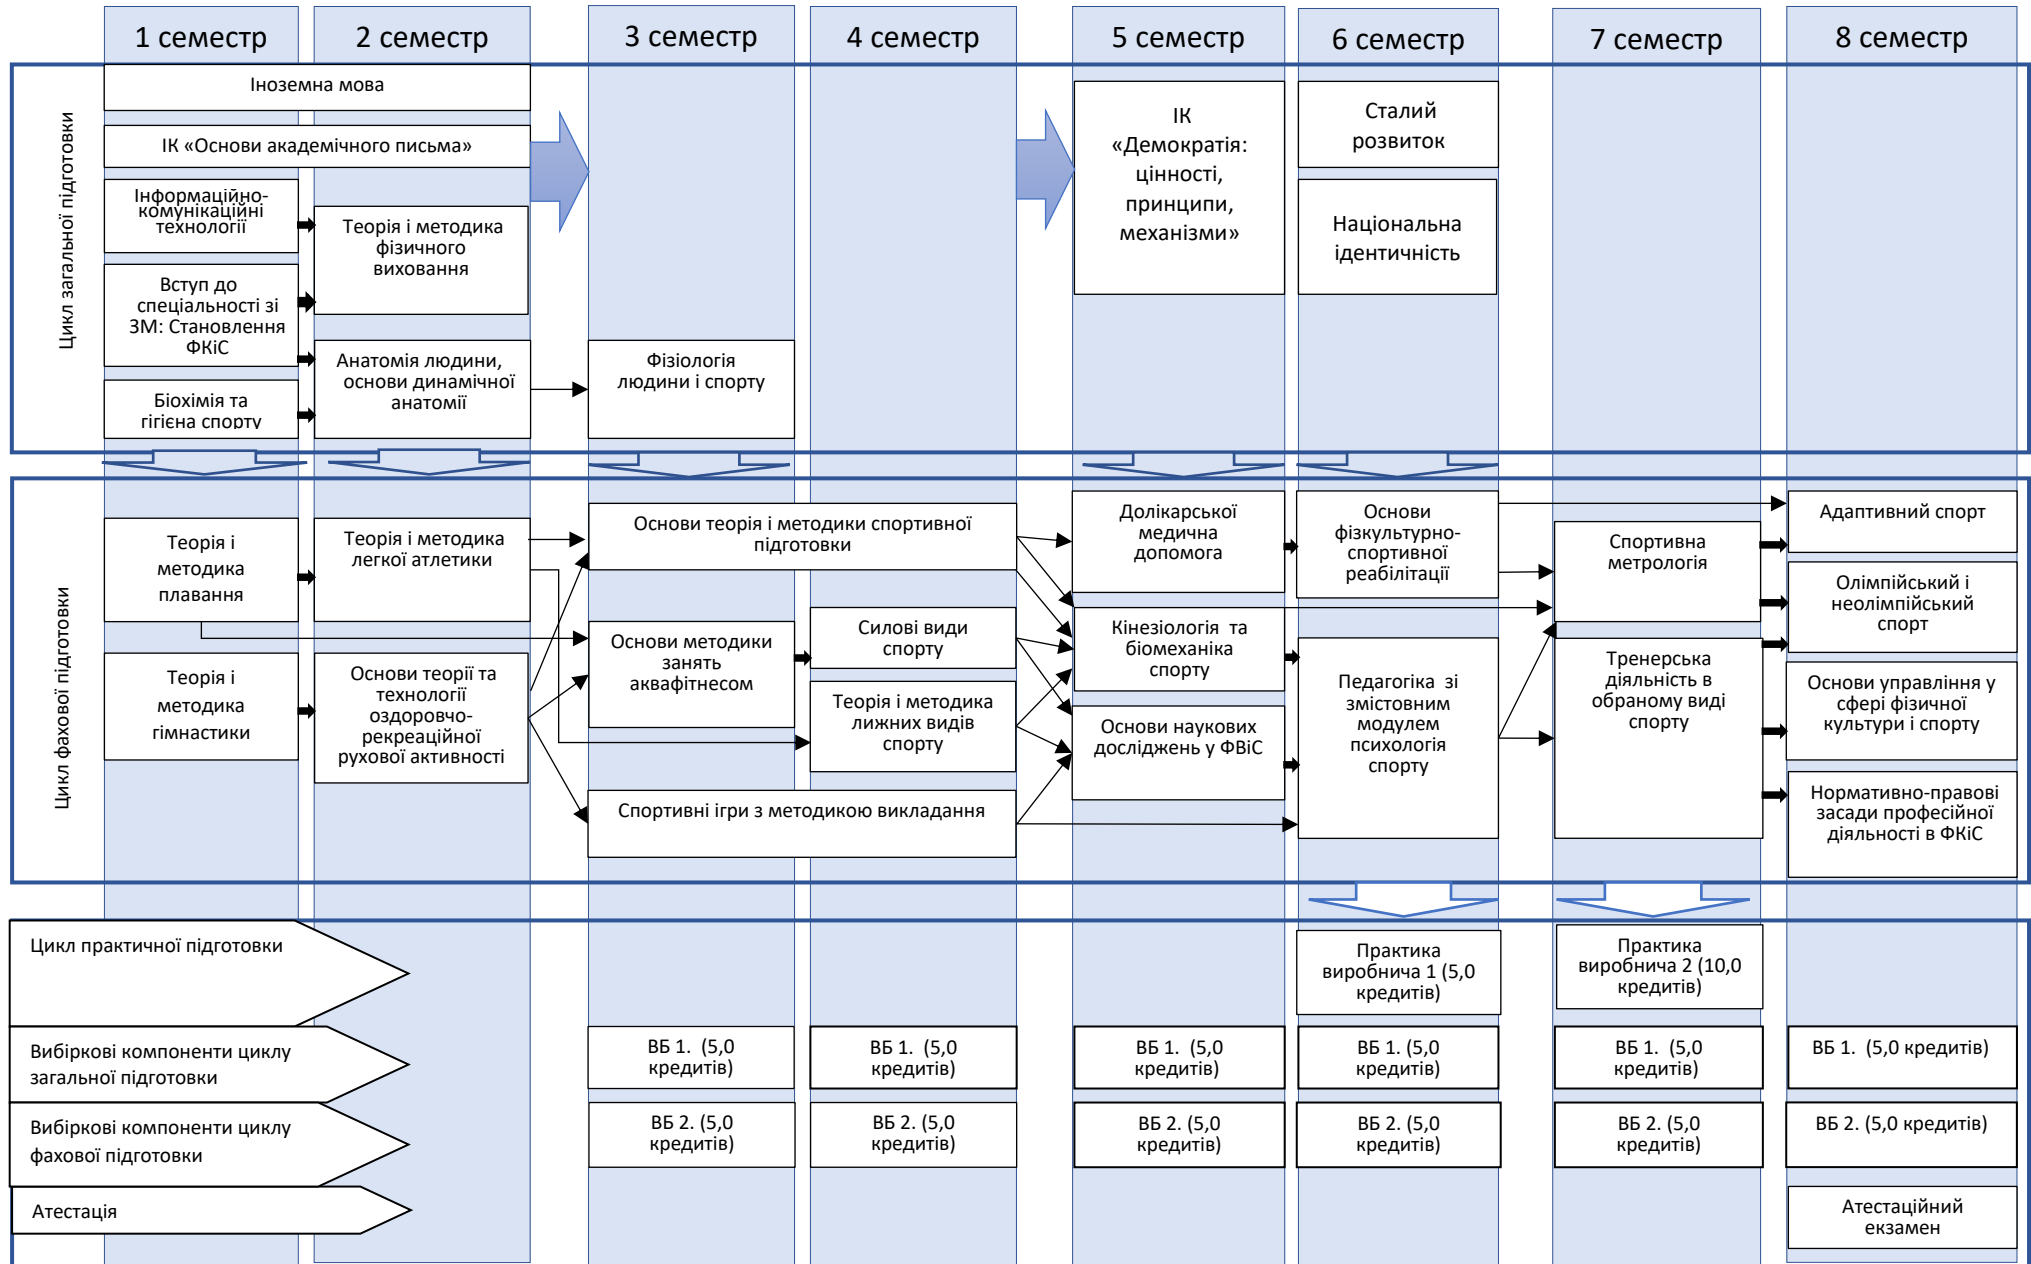 1 семестр
2 семестр
3 семестр
4 семестр
5 семестр
6 семестр
7 семестр
8 семестр
Цикл загальної підготовки
Іноземна мова
ІК «Основи академічного письма»
Інформаційно-
комунікаційні
технології
Вступ до
спеціальності зі
ЗМ: Становлення
ФКіС
Біохімія та
гігієна спорту
Теорія і методика
фізичного
виховання
Анатомія людини,
основи динамічної
анатомії
Фізіологія
людини і спорту
ІК
«Демократія:
цінності,
принципи,
механізми»
Сталий
розвиток
Національна
ідентичність
Цикл фахової підготовки
Теорія і
методика
плавання
Теорія і
методика
гімнастики
Теорія і методика
легкої атлетики
Основи теорії та
технології
оздоровчо-
рекреаційної
рухової активності
Основи теорія і методики спортивної
підготовки
Основи методики
занять
аквафітнесом
Силові види
спорту
Теорія і методика
лижних видів
спорту
Спортивні ігри з методикою викладання
Долікарської
медична
допомога
Кінезіологія та
біомеханіка
спорту
Основи наукових
досліджень у ФВіС
Основи
фізкультурно-
спортивної
реабілітації
Педагогіка зі
змістовним
модулем
психологія
спорту
Спортивна
метрологія
Тренерська
діяльність в
обраному виді
спорту
Адаптивний спорт
Олімпійський і
неолімпійський
спорт
Основи управління у
сфері фізичної
культури і спорту
Нормативно-правові
засади професійної
діяльності в ФКіС
Цикл практичної підготовки
Практика
виробнича 1 (5,0
кредитів)
Практика
виробнича 2 (10,0
кредитів)
Вибіркові компоненти циклу
загальної підготовки
ВБ 1. (5,0
кредитів)
ВБ 1. (5,0
кредитів)
ВБ 1. (5,0
кредитів)
ВБ 1. (5,0
кредитів)
ВБ 1. (5,0
кредитів)
ВБ 1. (5,0 кредитів)
Вибіркові компоненти циклу
фахової підготовки
ВБ 2. (5,0
кредитів)
ВБ 2. (5,0
кредитів)
ВБ 2. (5,0
кредитів)
ВБ 2. (5,0
кредитів)
ВБ 2. (5,0
кредитів)
ВБ 2. (5,0 кредитів)
Атестація
Атестаційний
екзамен